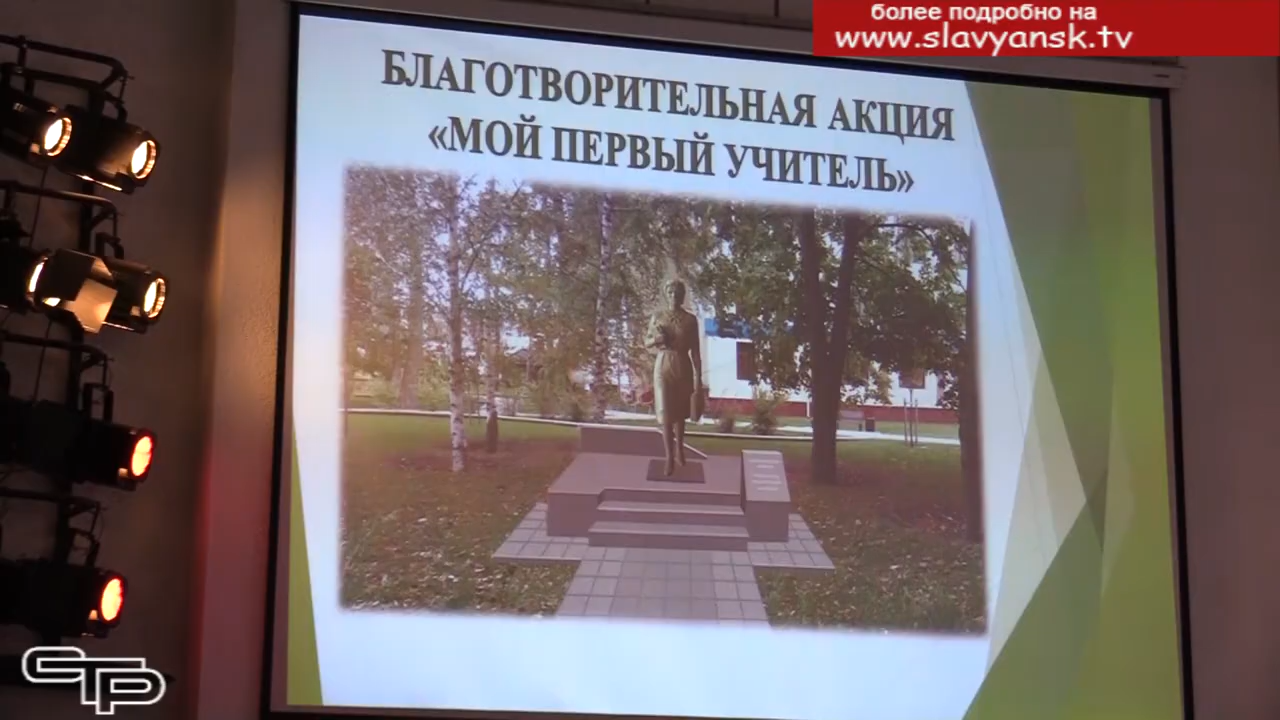 более подробно на
www.slavyansk.tv
БЛАГОТВОРИТЕЛЬНАЯ АКЦИЯ
«МОЙ ПЕРВЫЙ УЧИТЕЛЬ»
СТР